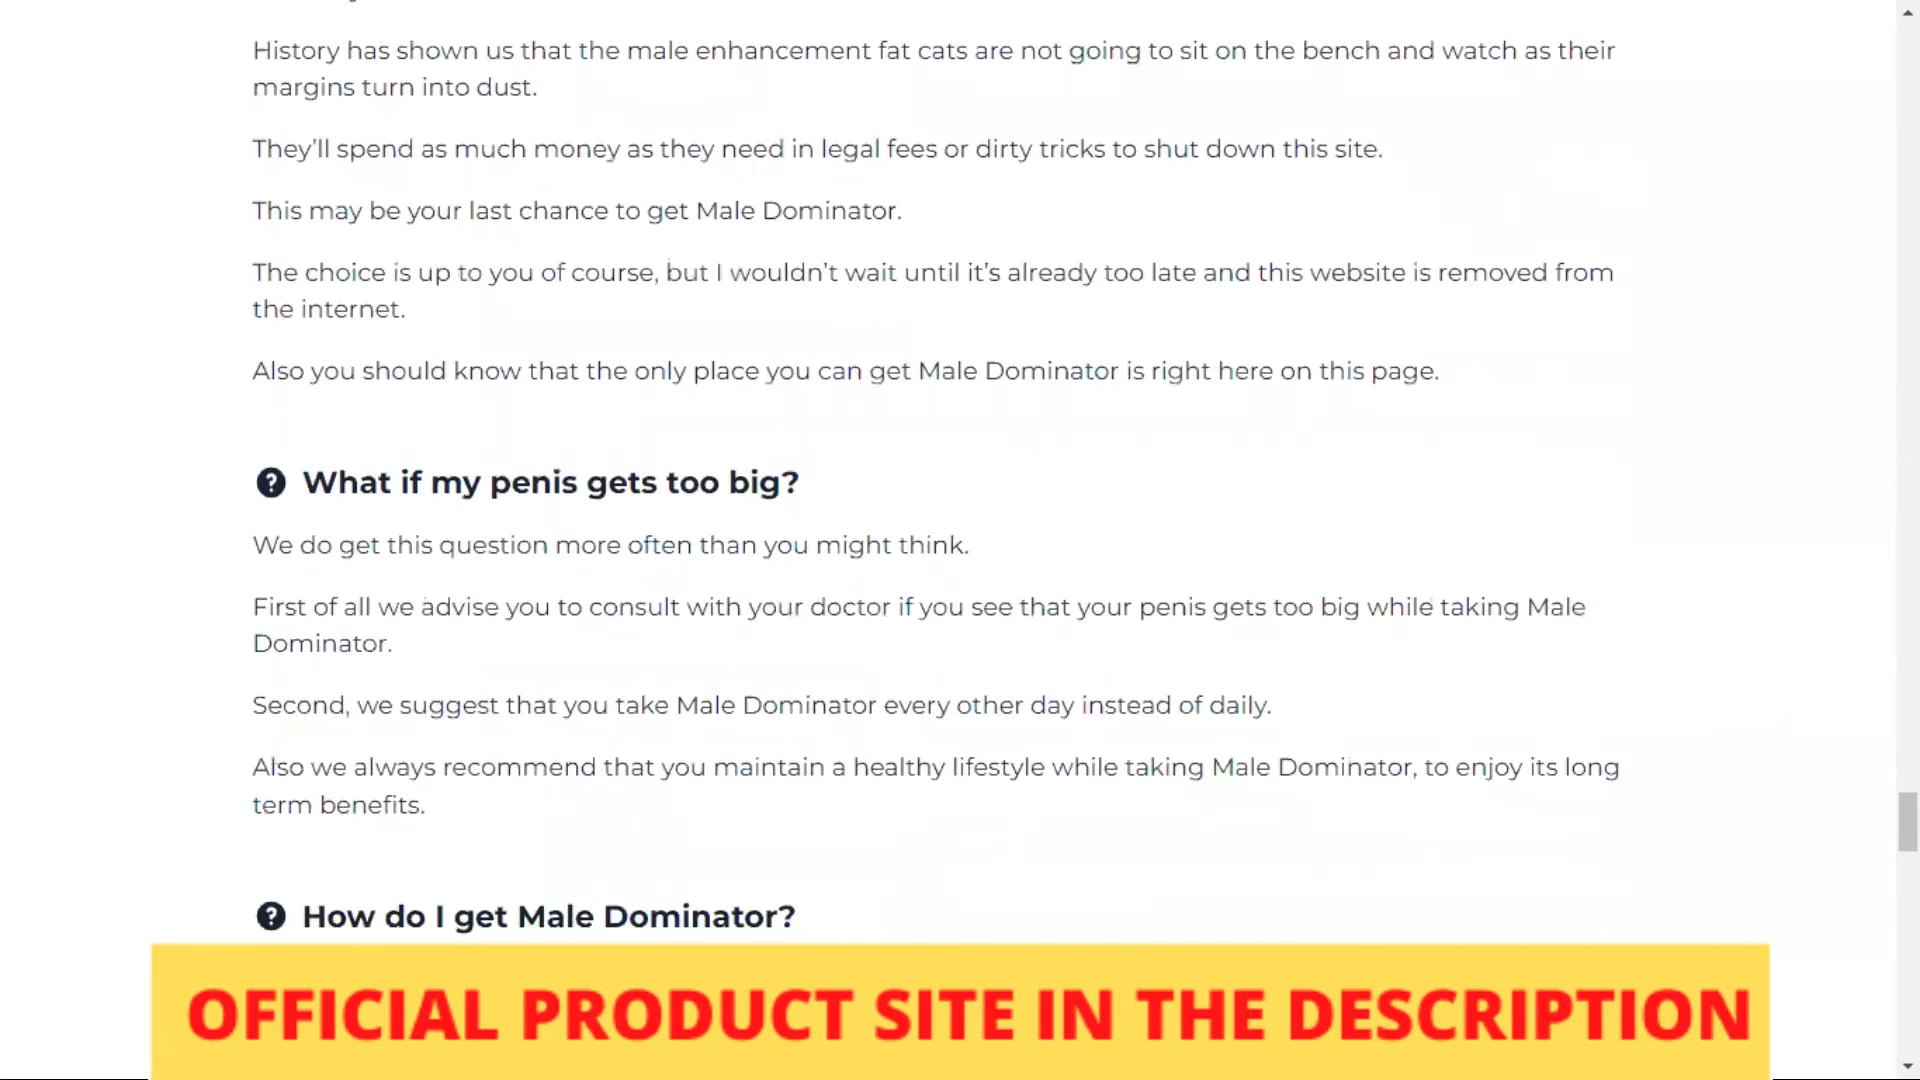 History has shown us that the male enhancement fat cats are not going to sit on the bench and watch as their
margins turn into dust.
They’ll spend as much money as they need in legal fees or dirty tricks to shut down this site.
This may be your last chance to get Male Dominator.
The choice is up to you of course, but I wouldn’t wait until it’s already too late and this website is removed from
the internet.
Also you should know that the only place you can get Male Dominator is right here on this page.
What if my penis gets too big?
We do get this question more often than you might think.
First of all we advise you to consult with your doctor if you see that your penis gets too big while taking Male
Dominator.
Second, we suggest that you take Male Dominator every other day instead of daily.
Also we always recommend that you maintain a healthy lifestyle while taking Male Dominator, to enjoy its long
term benefits.
How do I get Male Dominator?
OFFICIAL PRODUCT SITE IN THE DESCRIPTION